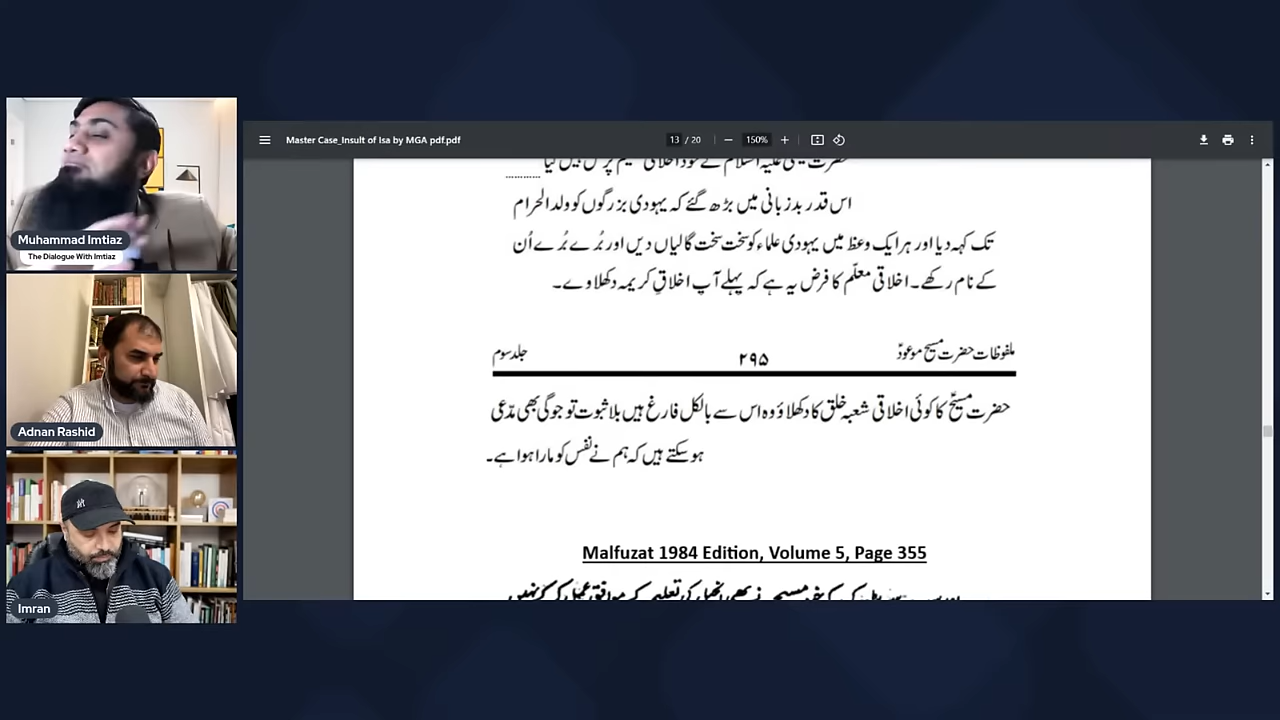 Master Case_Insult of Isa by MGA pdf.pdf
13 / 20
150%
اس قدر بدزبانی میں بڑھ گئے کہ یہودی بزرگوں کو ولد الحرام
تک کہہ دیا اور ہر ایک وعظ میں یہودی علماء کو سخت سخت گالیاں دیں اور بُرے بُرے اُن
کے نام رکھے۔ اخلاقی معلّم کا فرض یہ ہے کہ پہلے آپ اخلاقِ کریمہ دکھلاوے۔
ملفوظات حضرت مسیح موعودؑ
۲۹۵
جلد سوم
حضرت مسیحؑ کا کوئی اخلاقی شعبہ خلق کا دکھلاؤ وہ اس سے بالکل فارغ ہیں بلا ثبوت تو جوگی بھی مدّعی
ہو سکتے ہیں کہ ہم نے نفس کو مارا ہوا ہے۔
Malfuzat 1984 Edition, Volume 5, Page 355
Muhammad Imtiaz
The Dialogue With Imtiaz
Adnan Rashid
Imran